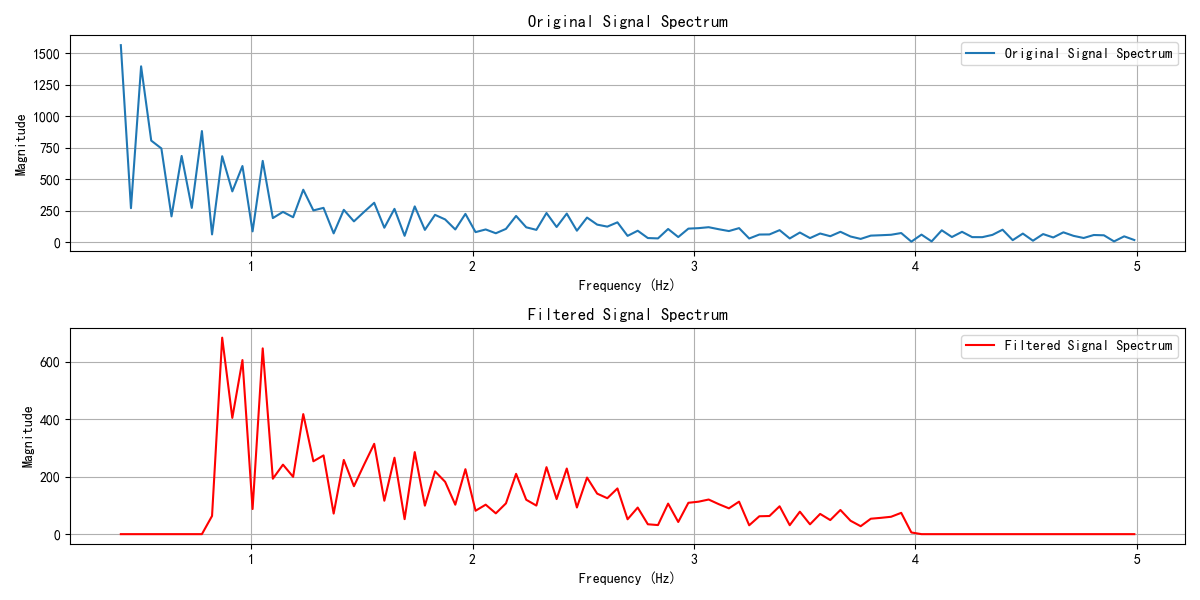 Original Signal Spectrum
Original Signal Spectrum
1500
1250
1000
750
500
250
0
Magnitude
1 2 3 4 5
Frequency (Hz)
Filtered Signal Spectrum
Filtered Signal Spectrum
600
400
200
0
Magnitude
1 2 3 4 5
Frequency (Hz)